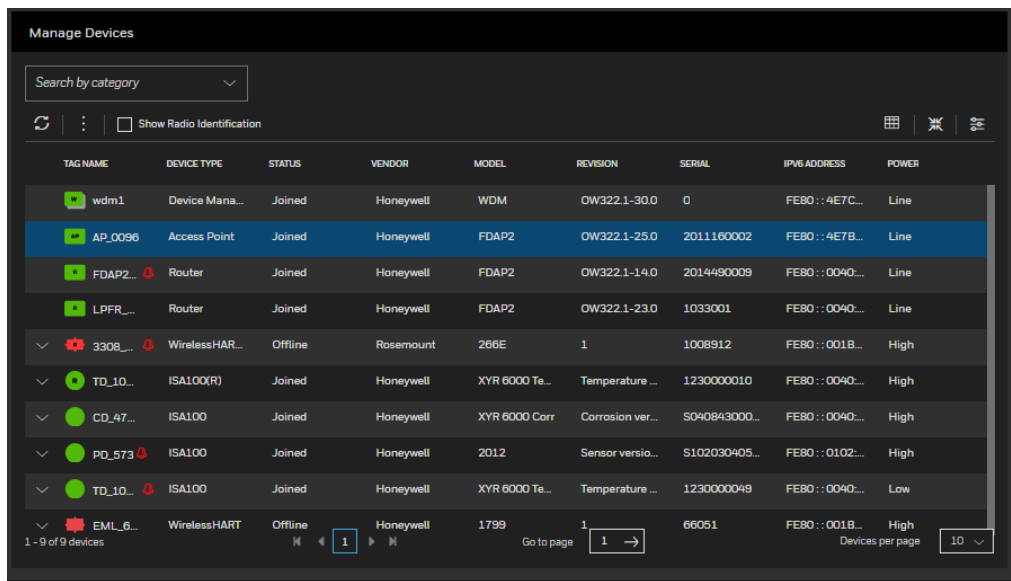 Manage Devices
Search by category
Show Radio Identification
TAG NAME DEVICE TYPE STATUS VENDOR MODEL REVISION SERIAL IPV6 ADDRESS POWER
W wdm1 Device Mana... Joined Honeywell WDM OW322.1-30.0 0 FE80::4E7C... Line
AP AP_0096 Access Point Joined Honeywell FDAP2 OW322.1-25.0 2011160002 FE80::4E7B... Line
R FDAP2... Router Joined Honeywell FDAP2 OW322.1-14.0 2014490009 FE80::0040:... Line
R LPFR_... Router Joined Honeywell FDAP2 OW322.1-23.0 1033001 FE80::0040:... Line
R 3308_... WirelessHAR... Offline Rosemount 266E 1 1008912 FE80::001B... High
R TD_10... ISA100(R) Joined Honeywell XYR 6000 Te... Temperature ... 1230000010 FE80::0040:... High
CD_47... ISA100 Joined Honeywell XYR 6000 Corr Corrosion ver... S040843000... FE80::0040:... High
PD_573 ISA100 Joined Honeywell 2012 Sensor versio... S102030405... FE80::0102:... High
TD_10... ISA100 Joined Honeywell XYR 6000 Te... Temperature ... 1230000049 FE80::0040:... Low
EML_6... WirelessHART Offline Honeywell 1799 1 66051 FE80::001B... High
1 - 9 of 9 devices 1 Go to page 1 Devices per page 10